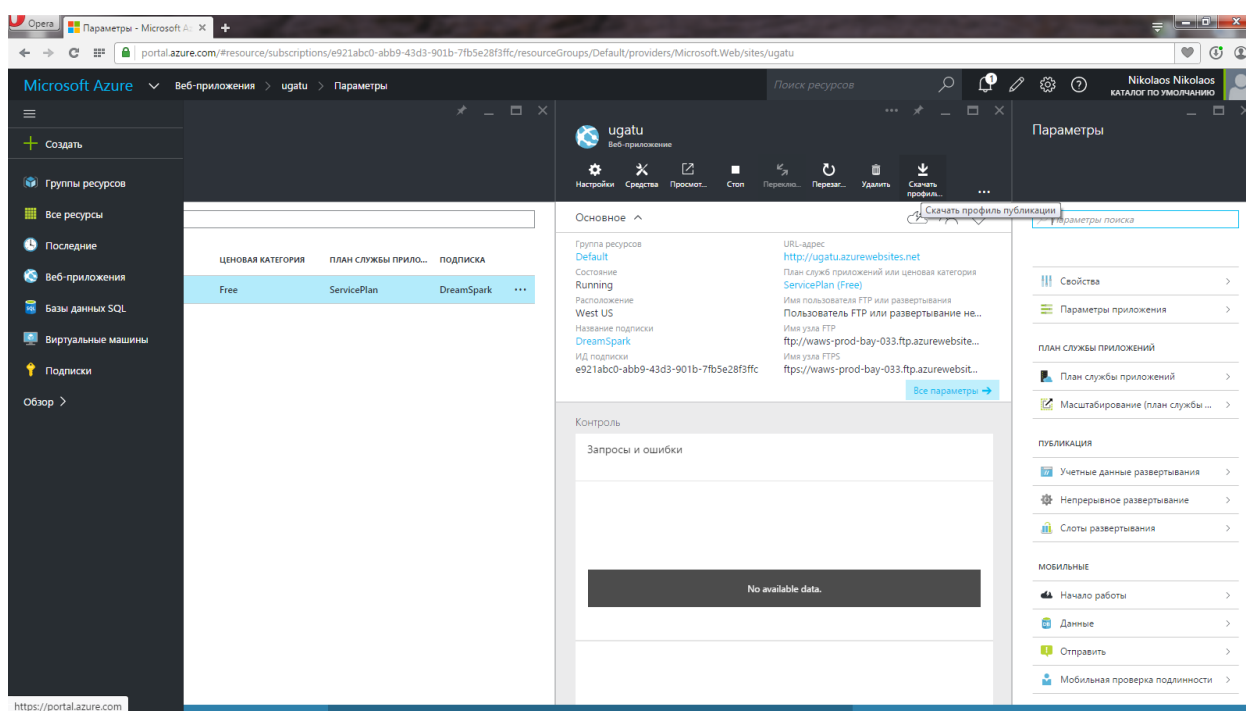 Opera
Параметры - Microsoft A
portal.azure.com/#resource/subscriptions/e921abc0-abb9-43d3-901b-7fb5e28f3ffc/resourceGroups/Default/providers/Microsoft.Web/sites/ugatu
Microsoft Azure Веб-приложения > ugatu > Параметры
Поиск ресурсов
1
Nikolaos Nikolaos
КАТАЛОГ ПО УМОЛЧАНИЮ
Создать
Группы ресурсов
Все ресурсы
Последние
Веб-приложения
Базы данных SQL
Виртуальные машины
Подписки
Обзор >
ЦЕНОВАЯ КАТЕГОРИЯ ПЛАН СЛУЖБЫ ПРИЛО... ПОДПИСКА
Free ServicePlan DreamSpark ...
ugatu
Веб-приложение
Настройки Средства Просмот... Стоп Переклю... Перезаг... Удалить Скачать профил... ...
Скачать профиль публикации
Основное
Группа ресурсов
Default
Состояние
Running
Расположение
West US
Название подписки
DreamSpark
ИД подписки
e921abc0-abb9-43d3-901b-7fb5e28f3ffc
URL-адрес
http://ugatu.azurewebsites.net
План служб приложений или ценовая категория
ServicePlan (Free)
Имя пользователя FTP или развертывания
Пользователь FTP или развертывание не...
Имя узла FTP
ftp://waws-prod-bay-033.ftp.azurewebsite...
Имя узла FTPS
ftps://waws-prod-bay-033.ftp.azurewebsit...
Все параметры →
Контроль
Запросы и ошибки
No available data.
Параметры
Параметры поиска
Свойства
Параметры приложения
ПЛАН СЛУЖБЫ ПРИЛОЖЕНИЙ
План службы приложений
Масштабирование (план службы ...
ПУБЛИКАЦИЯ
Учетные данные развертывания
Непрерывное развертывание
Слоты развертывания
МОБИЛЬНЫЕ
Начало работы
Данные
Отправить
Мобильная проверка подлинности
https://portal.azure.com